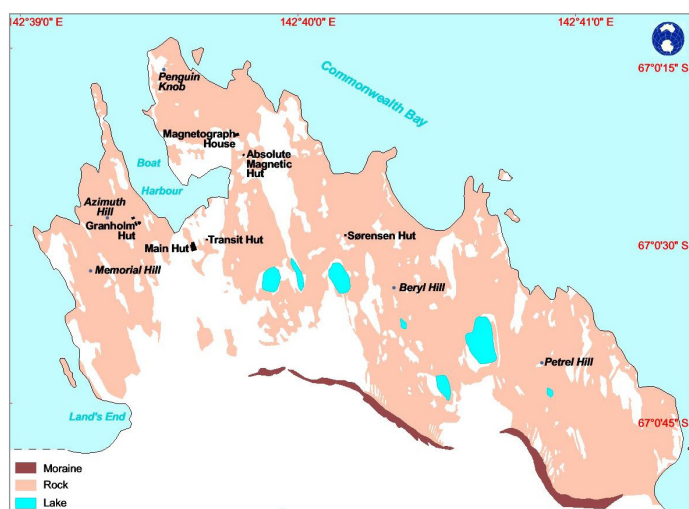 142°39'0" E
142°40'0" E
142°41'0" E
67°0'15" S
Penguin
Knob
Commonwealth Bay
Magnetograph
House
Boat
Harbour
Absolute
Magnetic
Hut
Azimuth
Hill
Granholm
Hut
Main Hut
Transit Hut
Sørensen Hut
67°0'30" S
Memorial Hill
Beryl Hill
Petrel Hill
Land's End
67°0'45" S
Moraine
Rock
Lake